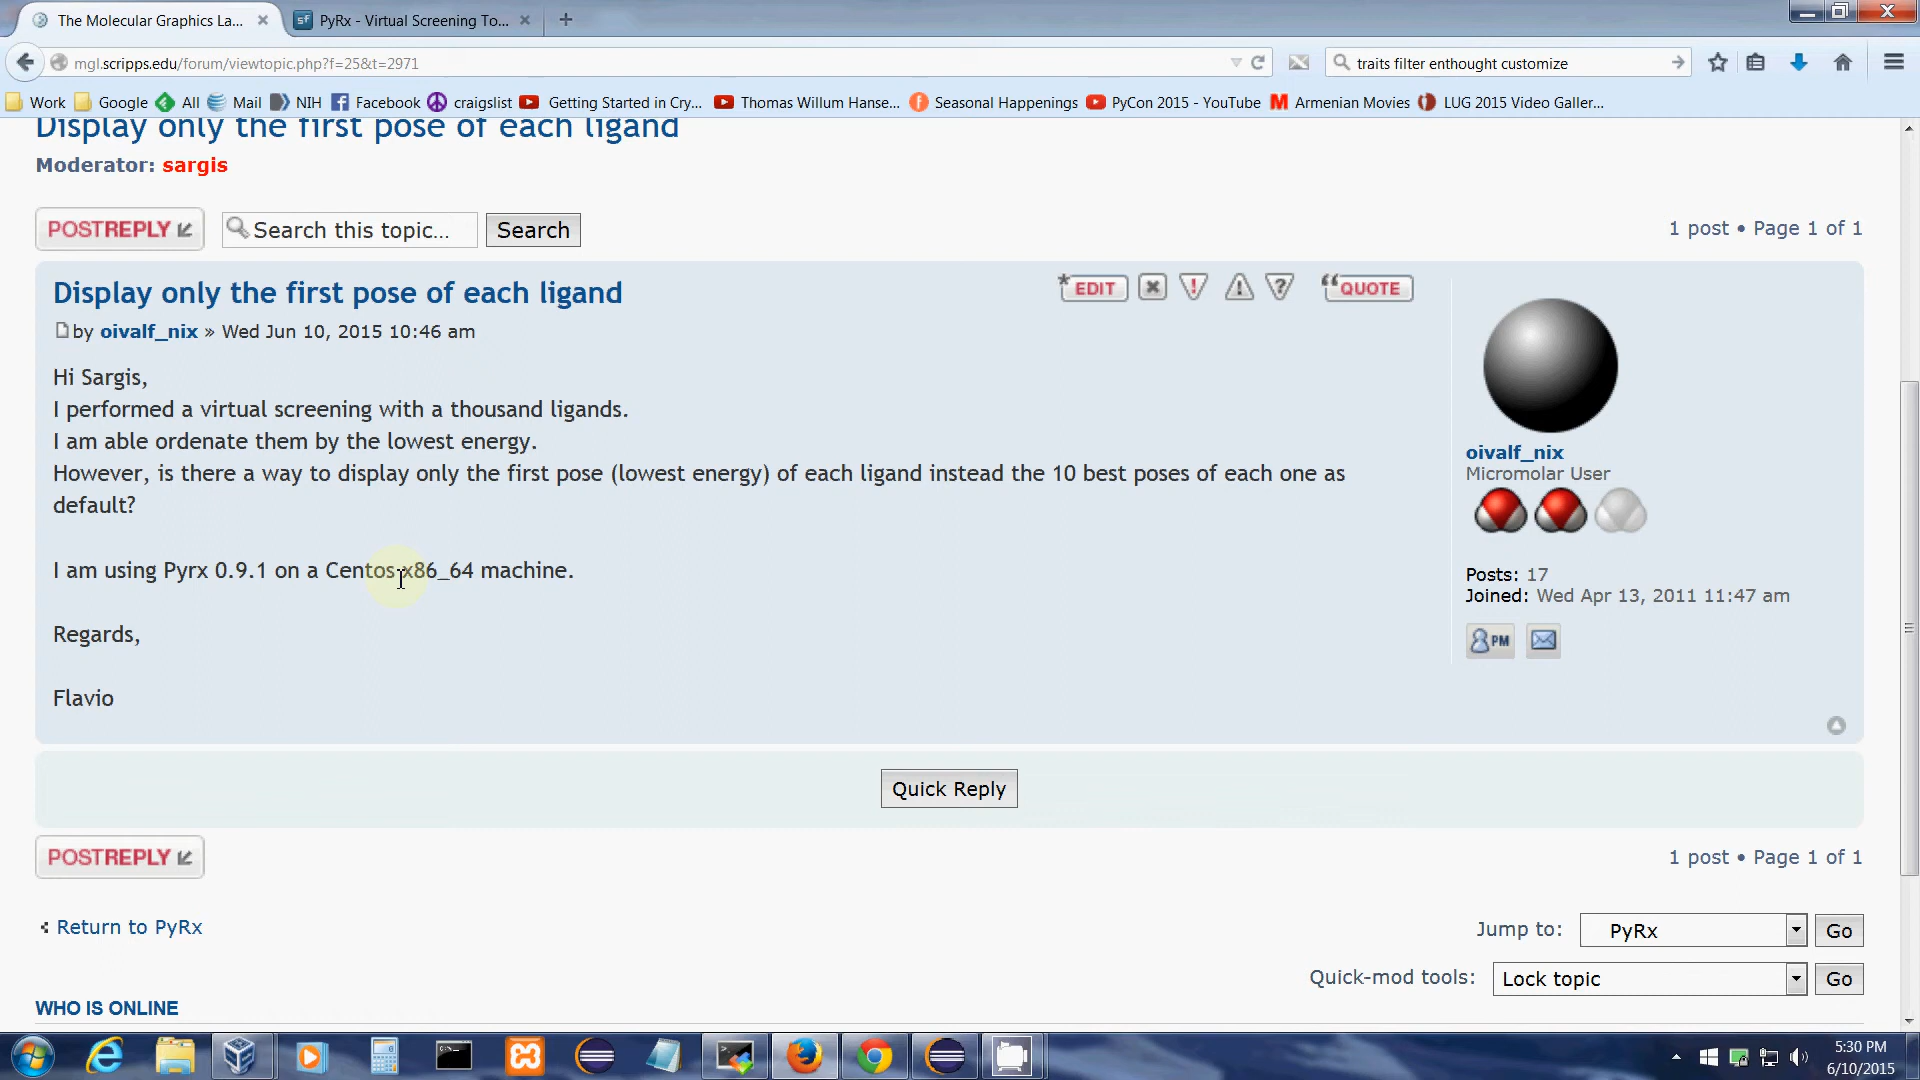 The Molecular Graphics La...
PyRx - Virtual Screening To...
mgl.scripps.edu/forum/viewtopic.php?f=25&t=2971
traits filter enthought customize
Work Google All Mail NIH Facebook craigslist Getting Started in Cry... Thomas Willum Hanse... Seasonal Happenings PyCon 2015 - YouTube Armenian Movies LUG 2015 Video Galler...
Display only the first pose of each ligand
Moderator: sargis
POSTREPLY
Search this topic...
Search
1 post • Page 1 of 1
Display only the first pose of each ligand
EDIT
QUOTE
by oivalf_nix » Wed Jun 10, 2015 10:46 am
Hi Sargis,
I performed a virtual screening with a thousand ligands.
I am able ordenate them by the lowest energy.
However, is there a way to display only the first pose (lowest energy) of each ligand instead the 10 best poses of each one as
default?
I am using Pyrx 0.9.1 on a Centos x86_64 machine.
Regards,
Flavio
oivalf_nix
Micromolar User
Posts: 17
Joined: Wed Apr 13, 2011 11:47 am
PM
Quick Reply
POSTREPLY
1 post • Page 1 of 1
Return to PyRx
Jump to: PyRx Go
Quick-mod tools: Lock topic Go
WHO IS ONLINE
5:30 PM
6/10/2015